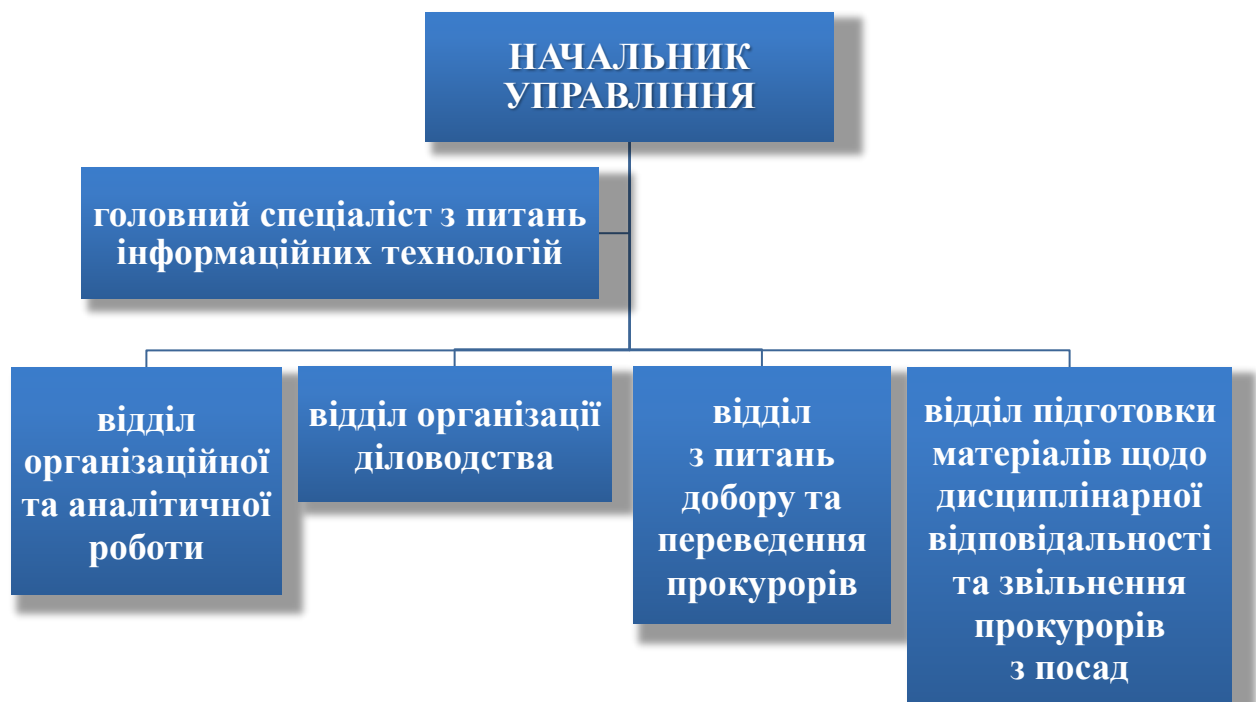 НАЧАЛЬНИК
УПРАВЛІННЯ
головний спеціаліст з питань
інформаційних технологій
відділ
організаційної
та аналітичної
роботи
відділ організації
діловодства
відділ
з питань
добору та
переведення
прокурорів
відділ підготовки
матеріалів щодо
дисциплінарної
відповідальності
та звільнення
прокурорів
з посад